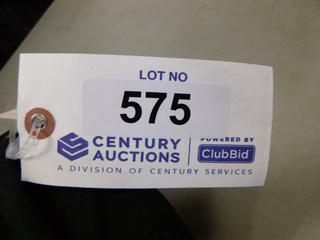 LOT NO
575
CENTURY AUCTIONS
POWERED BY
ClubBid
A DIVISION OF CENTURY SERVICES